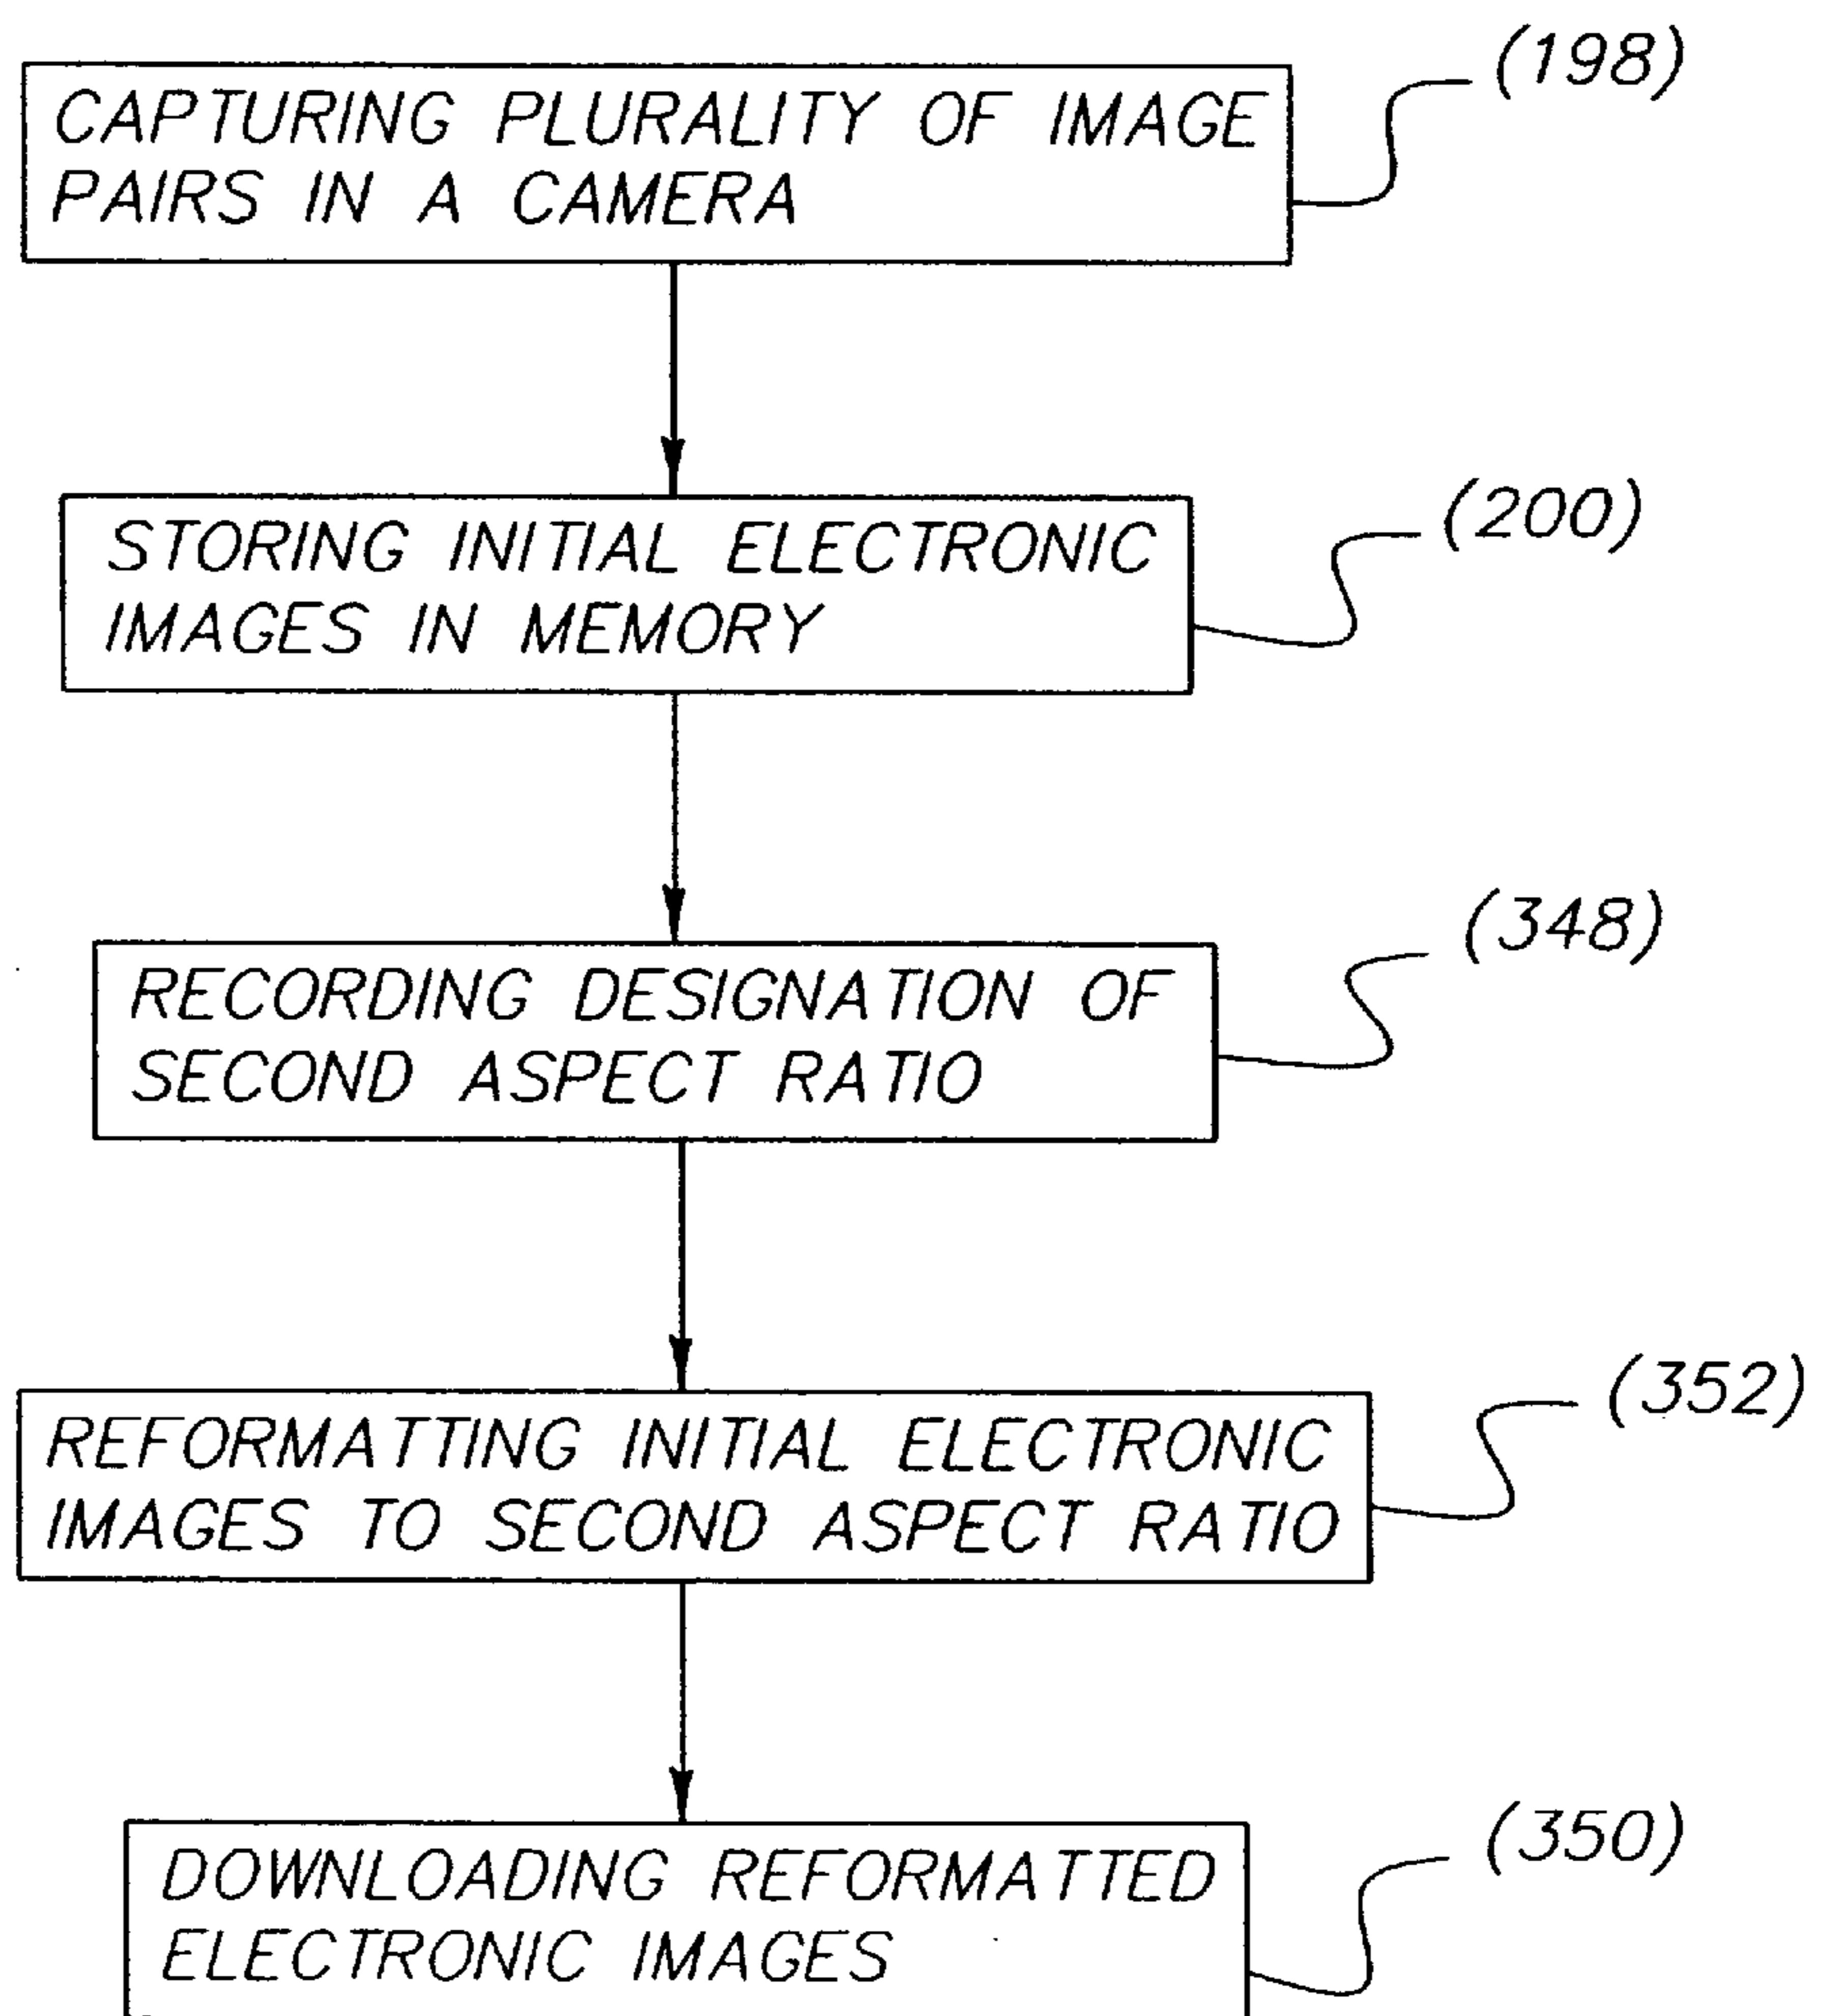 (198)
CAPTURING PLURALITY OF IMAGE
PAIRS IN A CAMERA
(200)
STORING INITIAL ELECTRONIC
IMAGES IN MEMORY
(348)
RECORDING DESIGNATION OF
SECOND ASPECT RATIO
(352)
REFORMATTING INITIAL ELECTRONIC
IMAGES TO SECOND ASPECT RATIO
(350)
DOWNLOADING REFORMATTED
ELECTRONIC IMAGES